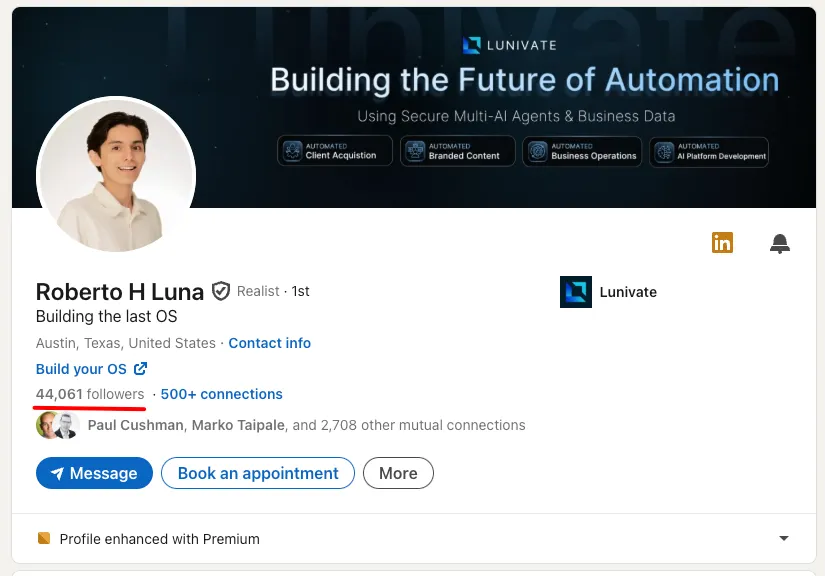 LUNIVATE
Building the Future of Automation
Using Secure Multi-AI Agents & Business Data
AUTOMATED
Client Acquistion
AUTOMATED
Branded Content
AUTOMATED
Business Operations
AUTOMATED
AI Platform Development
in
Roberto H Luna Realist · 1st
Lunivate
Building the last OS
Austin, Texas, United States · Contact info
Build your OS
44,061 followers · 500+ connections
Paul Cushman, Marko Taipale, and 2,708 other mutual connections
Message
Book an appointment
More
Profile enhanced with Premium